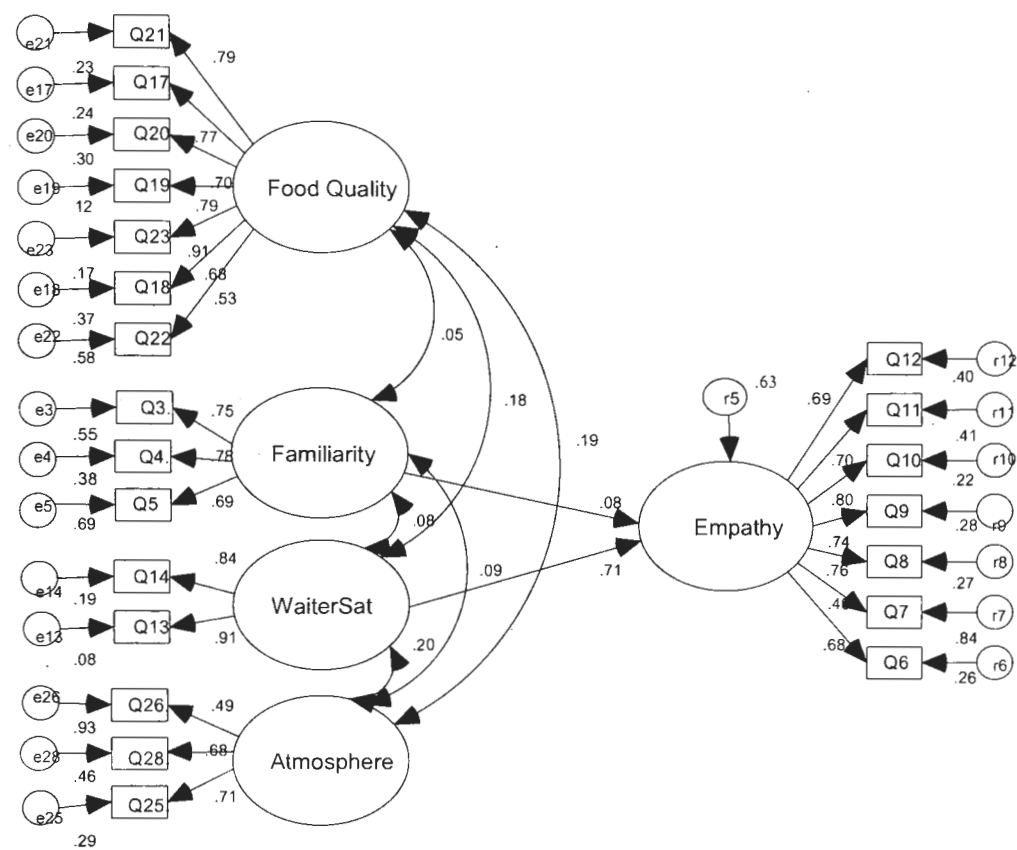 e21 Q21 .79
.23
e17 Q17
.24
e20 Q20 .77
.30
e19 Q19 .70
12 .79
e23 Q23
.17 .91
e18 Q18 .68
.37 .53
e22 Q22
.58
Food Quality
.05
.18
.19
e3 Q3. .75
.55
e4 Q4. .78
.38
e5 Q5 .69
.69
Familiarity
.08
.08
.09
.71
e14 Q14 .84
.19
e13 Q13 .91
.08
WaiterSat
.20
e26 Q26 .49
.93
e28 Q28 .68
.46
e25 Q25 .71
.29
Atmosphere
r5 .63
Empathy
.69 Q12 r12
.40
Q11 r11
.41
.70 Q10 r10
.22
.80 Q9 r9
.28
.74 Q8 r8
.76 .27
Q7 r7
.84
.68 Q6 r6
.26